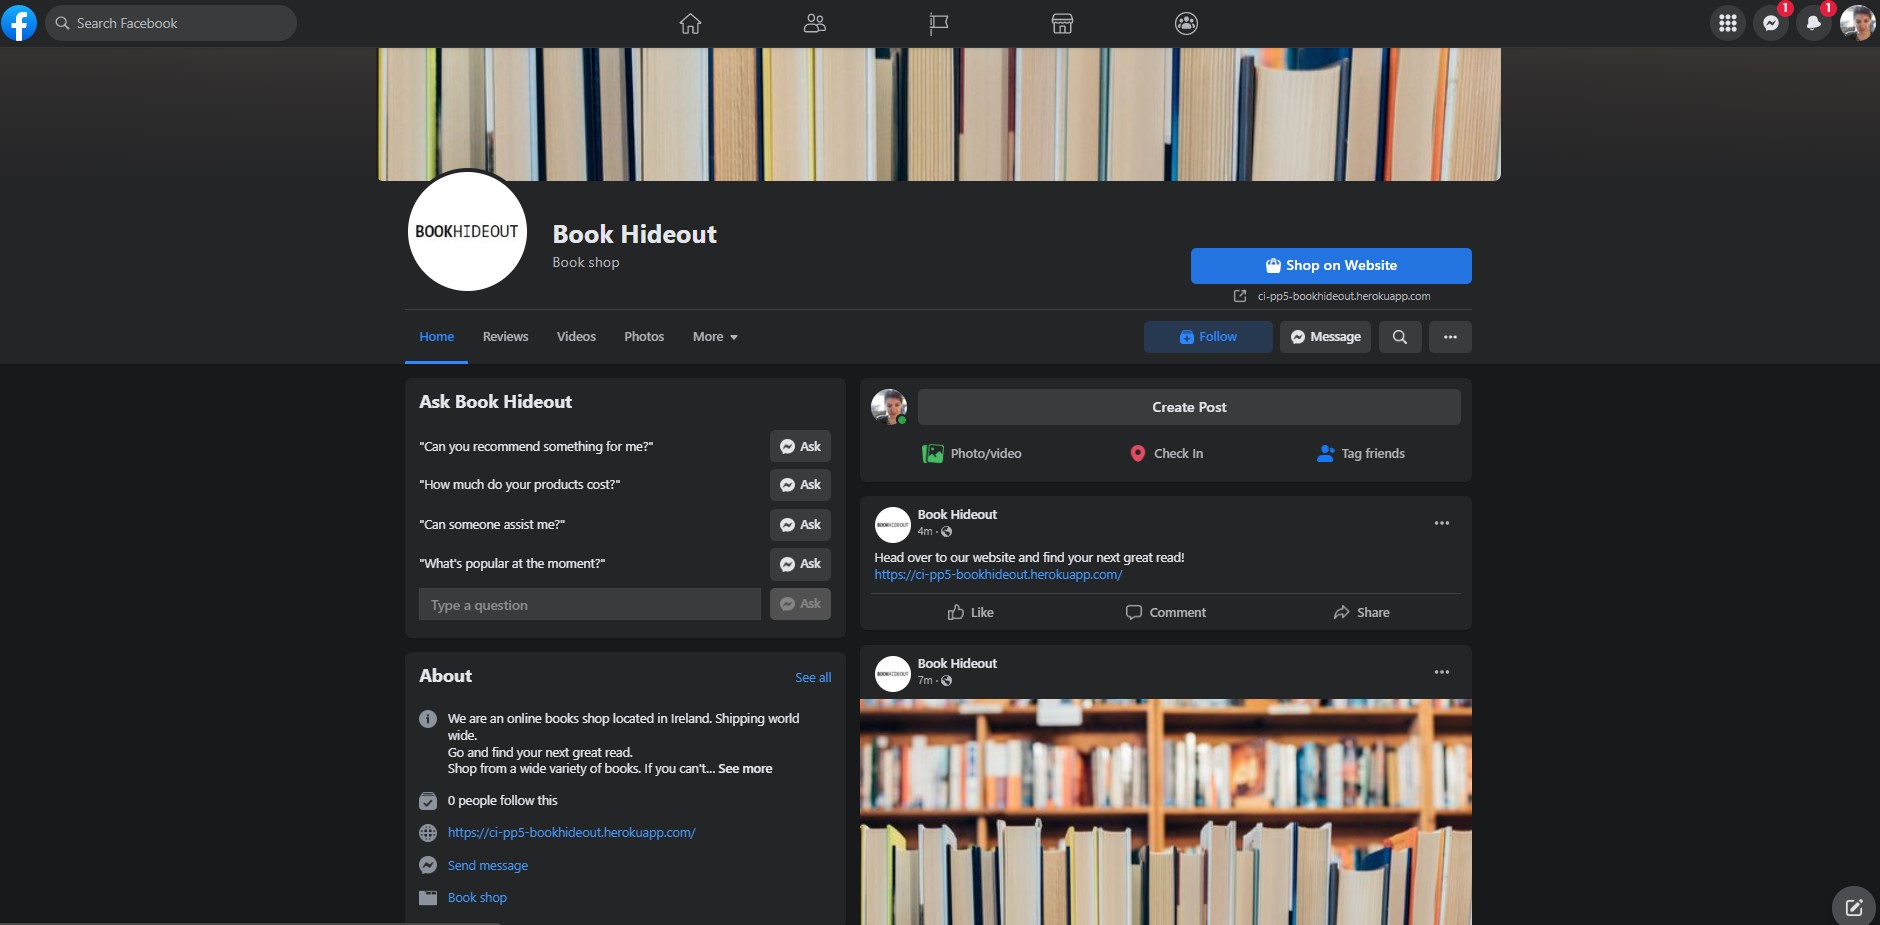 Search Facebook
1
1
BOOKHIDEOUT
Book Hideout
Book shop
Shop on Website
ci-pp5-bookhideout.herokuapp.com
Home
Reviews
Videos
Photos
More
Follow
Message
Ask Book Hideout
"Can you recommend something for me?"
Ask
"How much do your products cost?"
Ask
"Can someone assist me?"
Ask
"What's popular at the moment?"
Ask
Type a question
Ask
About
See all
We are an online books shop located in Ireland. Shipping world
wide.
Go and find your next great read.
Shop from a wide variety of books. If you can't... See more
0 people follow this
https://ci-pp5-bookhideout.herokuapp.com/
Send message
Book shop
Create Post
Photo/video
Check In
Tag friends
BOOKHIDEOUT
Book Hideout
4m ·
Head over to our website and find your next great read!
https://ci-pp5-bookhideout.herokuapp.com/
Like
Comment
Share
BOOKHIDEOUT
Book Hideout
7m ·